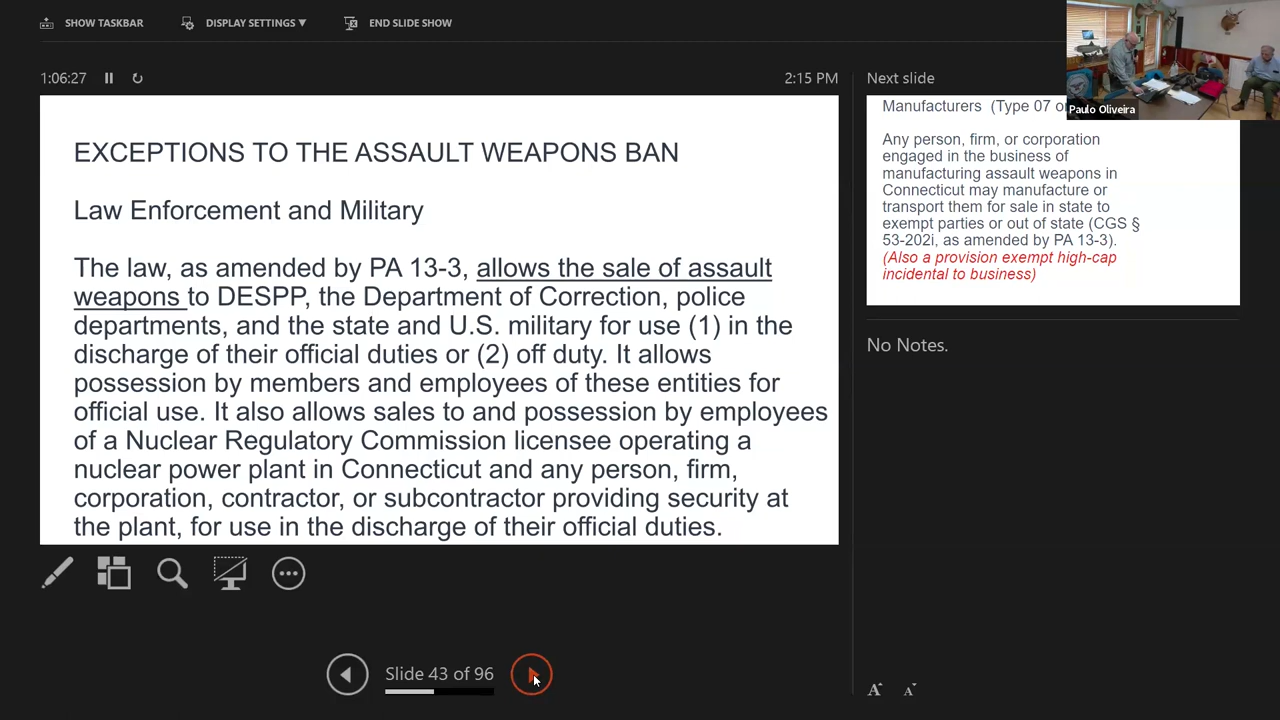 SHOW TASKBAR
DISPLAY SETTINGS ▼
END SLIDE SHOW
1:06:27
2:15 PM
EXCEPTIONS TO THE ASSAULT WEAPONS BAN
Law Enforcement and Military
The law, as amended by PA 13-3, allows the sale of assault
weapons to DESPP, the Department of Correction, police
departments, and the state and U.S. military for use (1) in the
discharge of their official duties or (2) off duty. It allows
possession by members and employees of these entities for
official use. It also allows sales to and possession by employees
of a Nuclear Regulatory Commission licensee operating a
nuclear power plant in Connecticut and any person, firm,
corporation, contractor, or subcontractor providing security at
the plant, for use in the discharge of their official duties.
Slide 43 of 96
Next slide
Paulo Oliveira
Manufacturers (Type 07
Any person, firm, or corporation
engaged in the business of
manufacturing assault weapons in
Connecticut may manufacture or
transport them for sale in state to
exempt parties or out of state (CGS §
53-202i, as amended by PA 13-3).
(Also a provision exempt high-cap
incidental to business)
No Notes.
A A